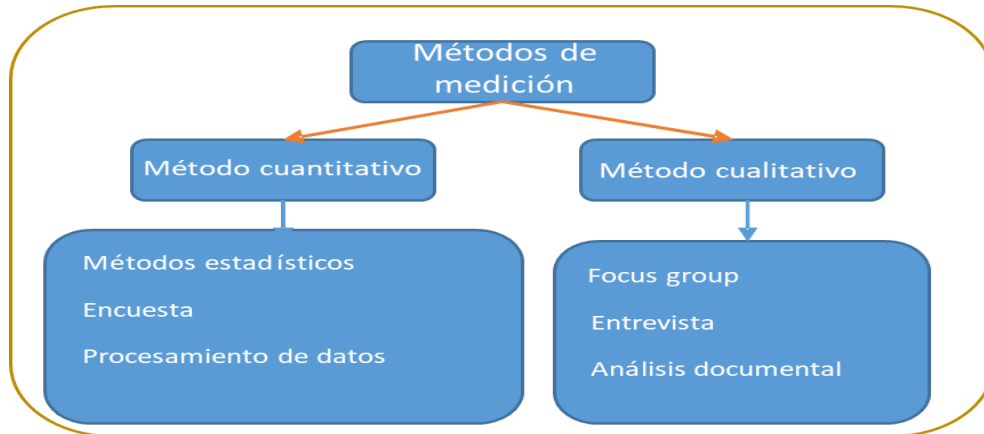 Métodos de
medición
Método cuantitativo
Método cualitativo
Métodos estadísticos
Encuesta
Procesamiento de datos
Focus group
Entrevista
Análisis documental